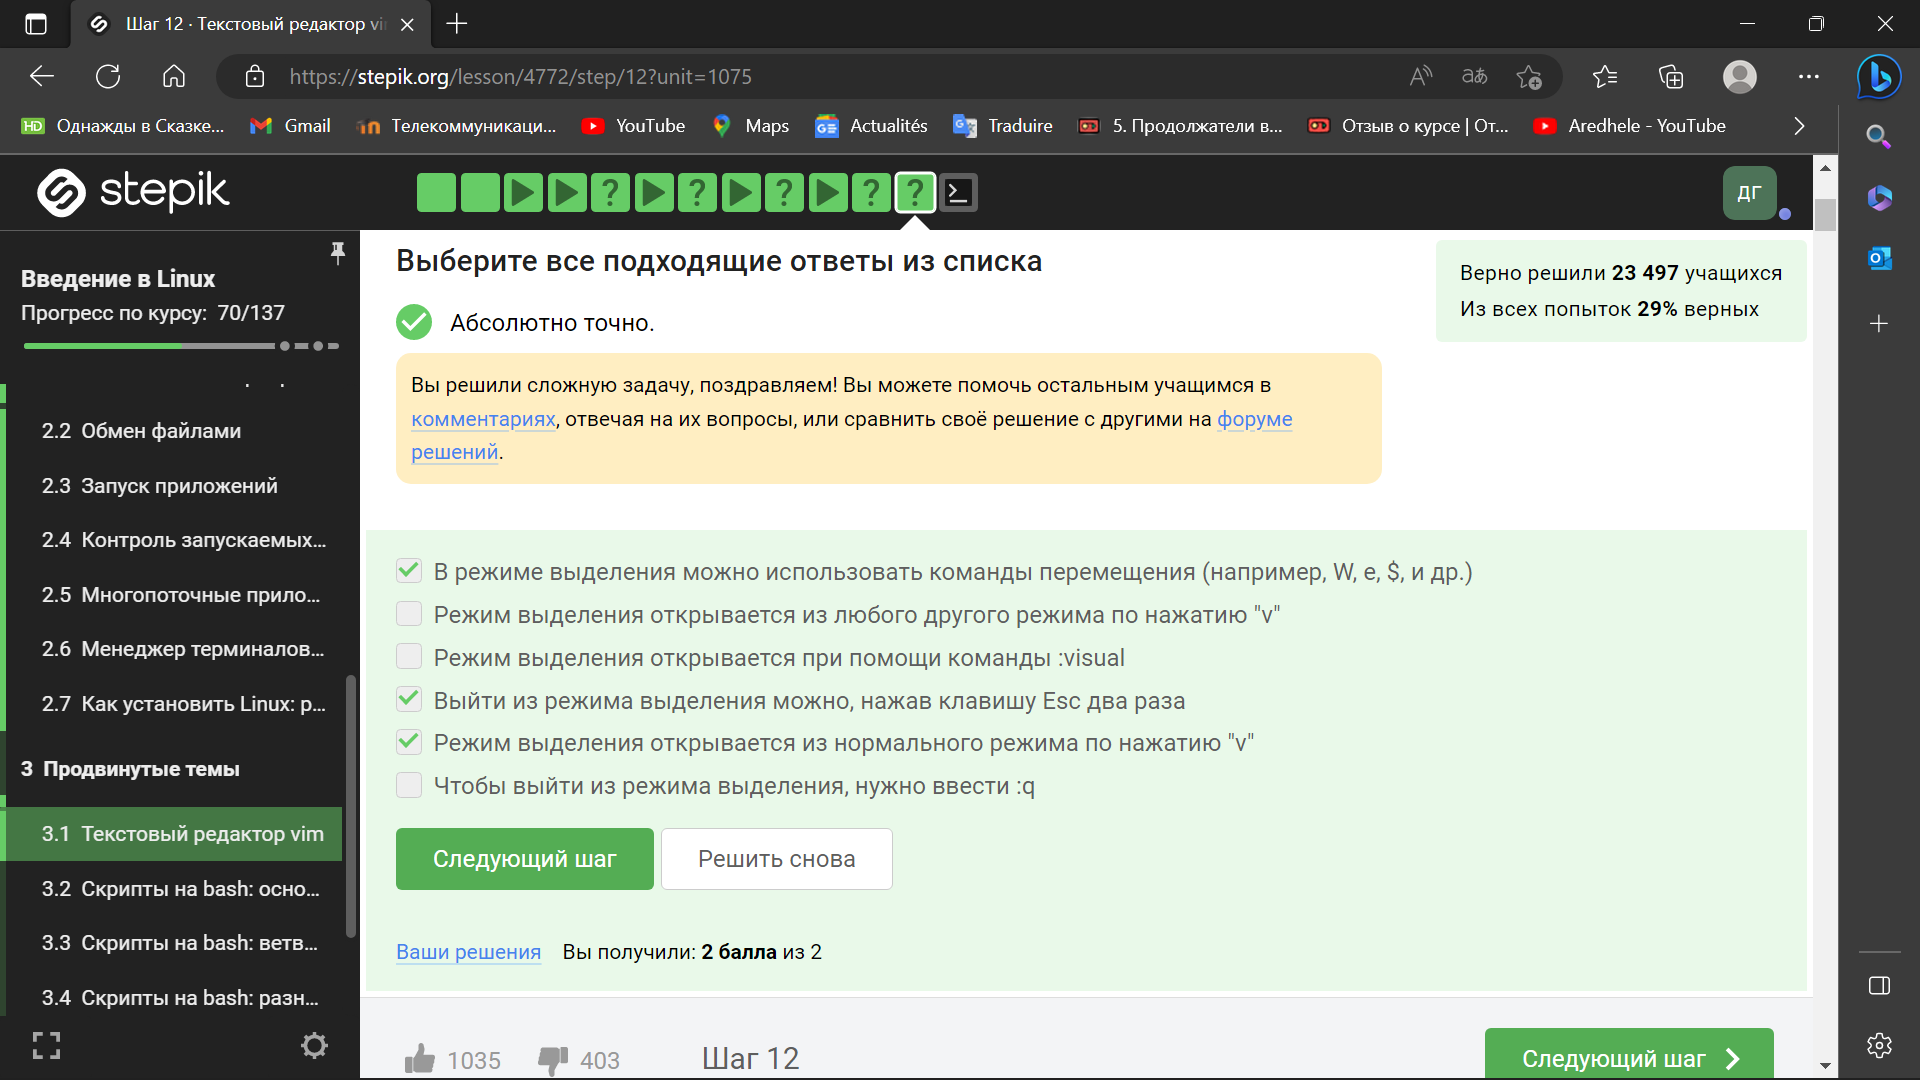 Шаг 12 · Текстовый редактор vi
https://stepik.org/lesson/4772/step/12?unit=1075
Однажды в Сказке...
Gmail
Телекоммуникаци...
YouTube
Maps
Actualités
Traduire
5. Продолжатели в...
Отзыв о курсе | От...
Aredhele - YouTube
stepik
ДГ
Введение в Linux
Прогресс по курсу: 70/137
2.2 Обмен файлами
2.3 Запуск приложений
2.4 Контроль запускаемых...
2.5 Многопоточные прило...
2.6 Менеджер терминалов...
2.7 Как установить Linux: р...
3 Продвинутые темы
3.1 Текстовый редактор vim
3.2 Скрипты на bash: осно...
3.3 Скрипты на bash: ветв...
3.4 Скрипты на bash: разн...
Выберите все подходящие ответы из списка
Абсолютно точно.
Верно решили 23 497 учащихся
Из всех попыток 29% верных
Вы решили сложную задачу, поздравляем! Вы можете помочь остальным учащимся в
комментариях, отвечая на их вопросы, или сравнить своё решение с другими на форуме
решений.
В режиме выделения можно использовать команды перемещения (например, W, e, $, и др.)
Режим выделения открывается из любого другого режима по нажатию "v"
Режим выделения открывается при помощи команды :visual
Выйти из режима выделения можно, нажав клавишу Esc два раза
Режим выделения открывается из нормального режима по нажатию "v"
Чтобы выйти из режима выделения, нужно ввести :q
Следующий шаг
Решить снова
Ваши решения Вы получили: 2 балла из 2
1035
403
Шаг 12
Следующий шаг